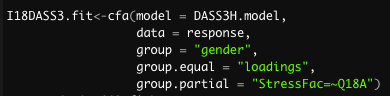 I18DASS3.fit<-cfa(model = DASS3H.model,
data = response,
group = "gender",
group.equal = "loadings",
group.partial = "StressFac=~Q18A")